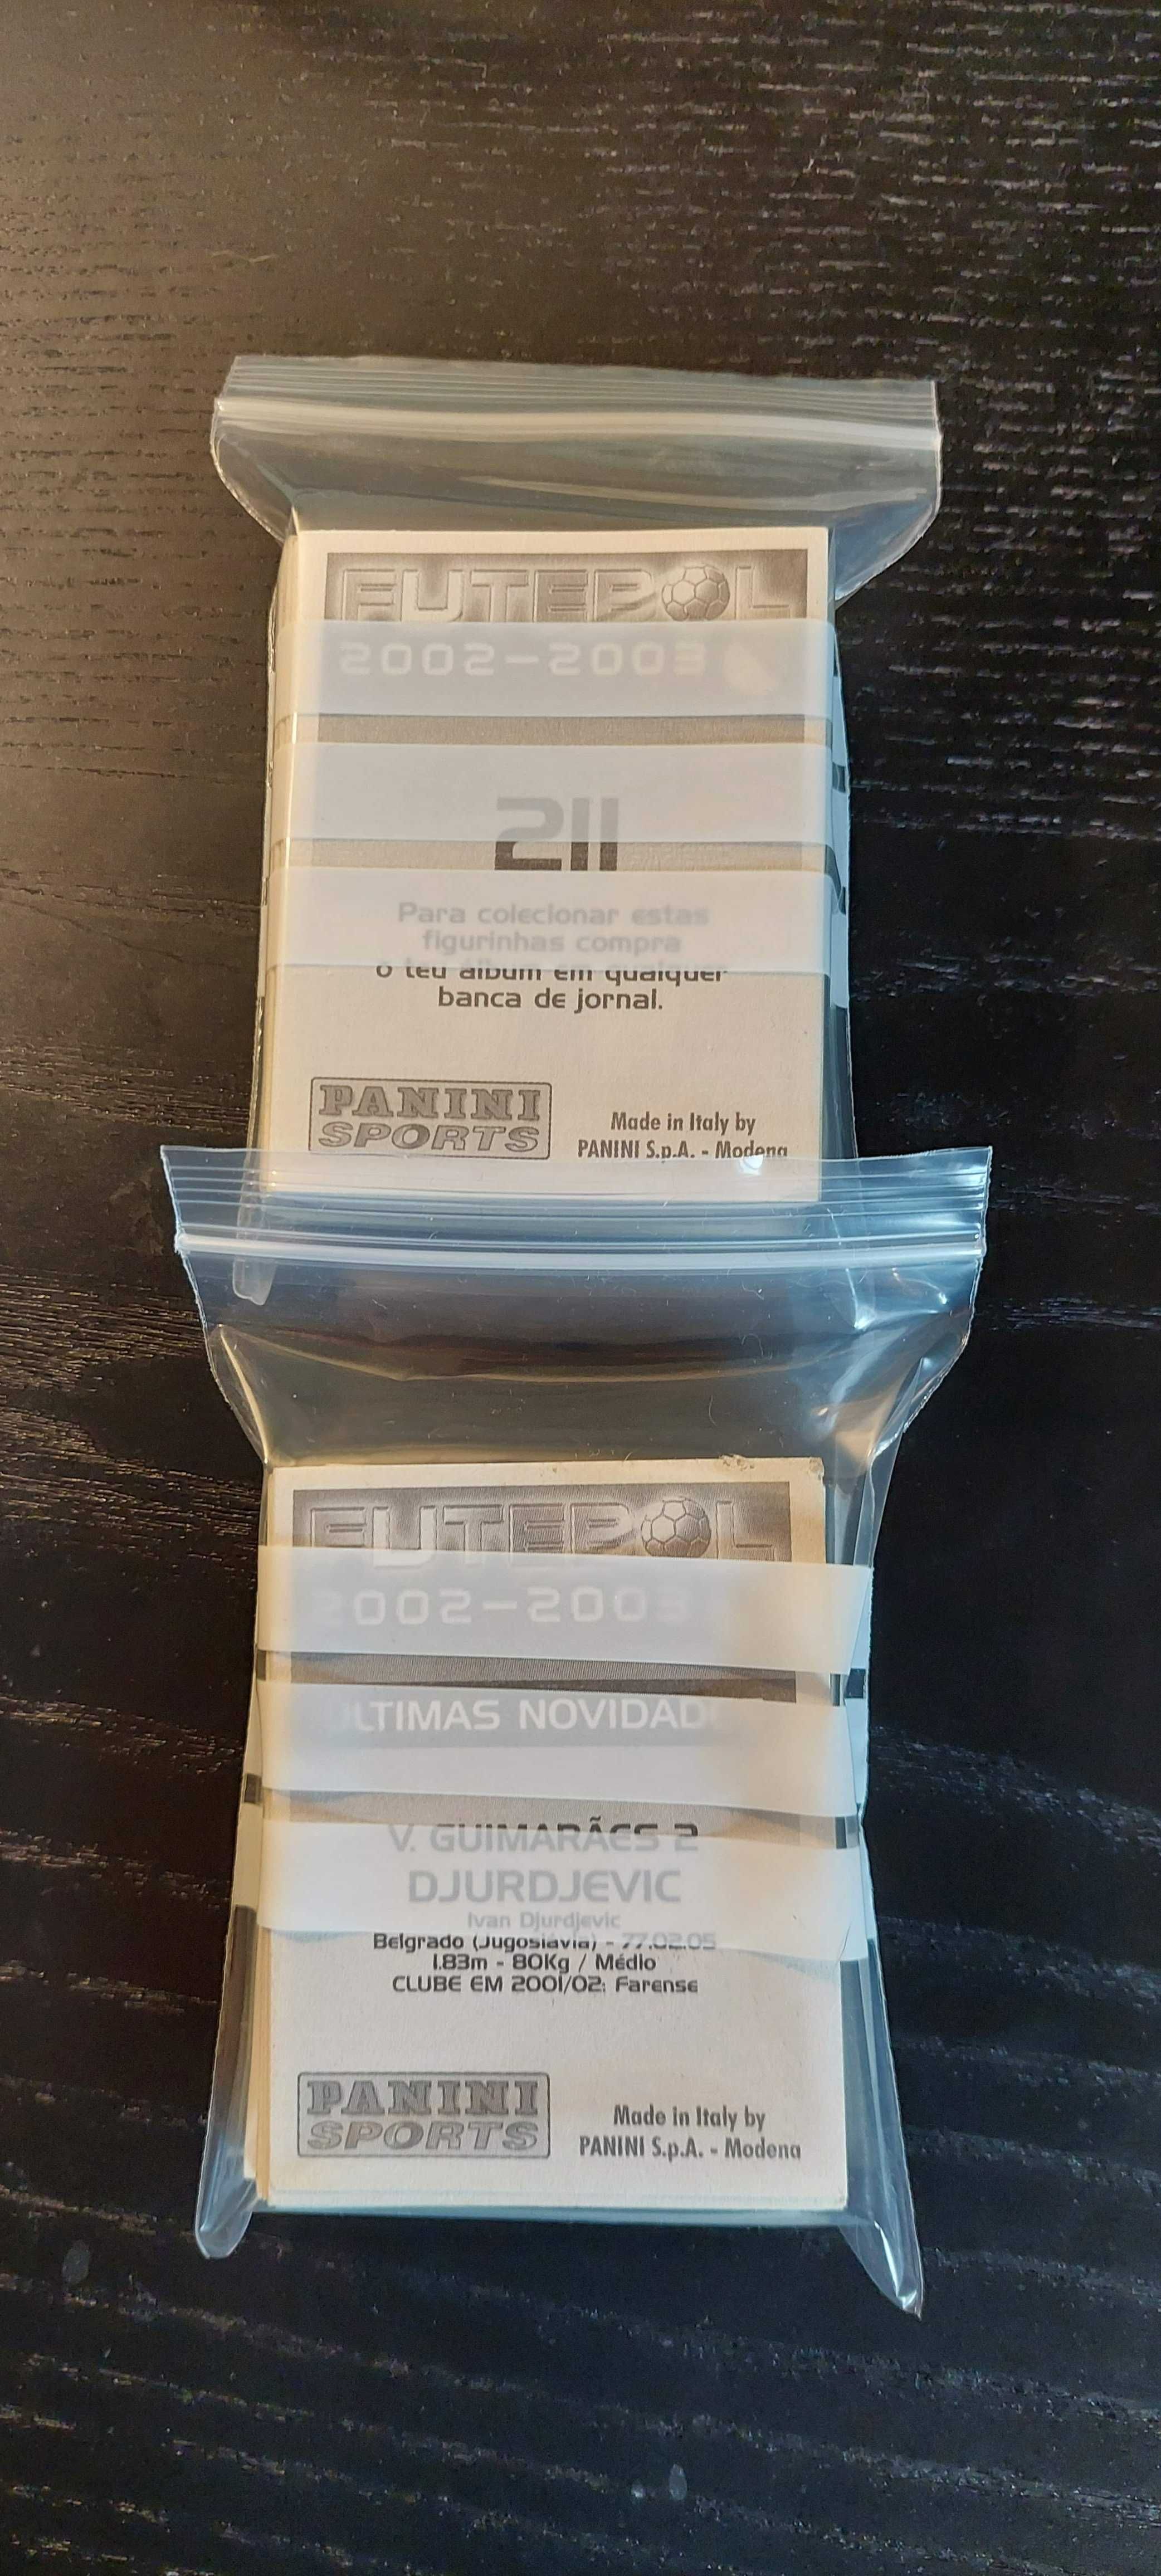 FUTEBOL
2002-2003
211
Para colecionar estas
figurinhas compra
o teu álbum em qualquer
banca de jornal.
PANINI
SPORTS
Made in Italy by
PANINI S.p.A. - Modena
FUTEBOL
2002-2003
ÚLTIMAS NOVIDADES
V. GUIMARÃES 2
DJURDJEVIC
Ivan Djurdjevic
Belgrado (Jugoslávia) - 77.02.05
1.83m - 80Kg / Médio
CLUBE EM 2001/02: Farense
PANINI
SPORTS
Made in Italy by
PANINI S.p.A. - Modena